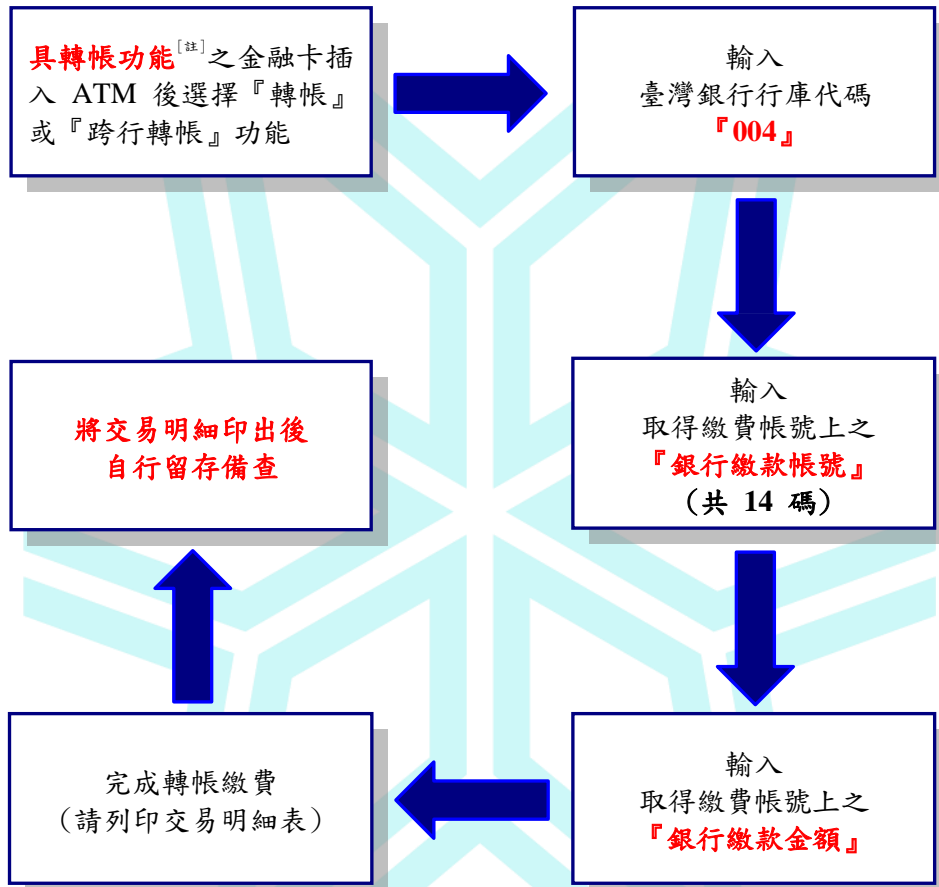 具轉帳功能[註]之金融卡插
入 ATM 後選擇『轉帳』
或『跨行轉帳』功能
輸入
臺灣銀行行庫代碼
『004』
輸入
取得繳費帳號上之
『銀行繳款帳號』
(共 14 碼)
輸入
取得繳費帳號上之
『銀行繳款金額』
完成轉帳繳費
(請列印交易明細表)
將交易明細印出後
自行留存備查